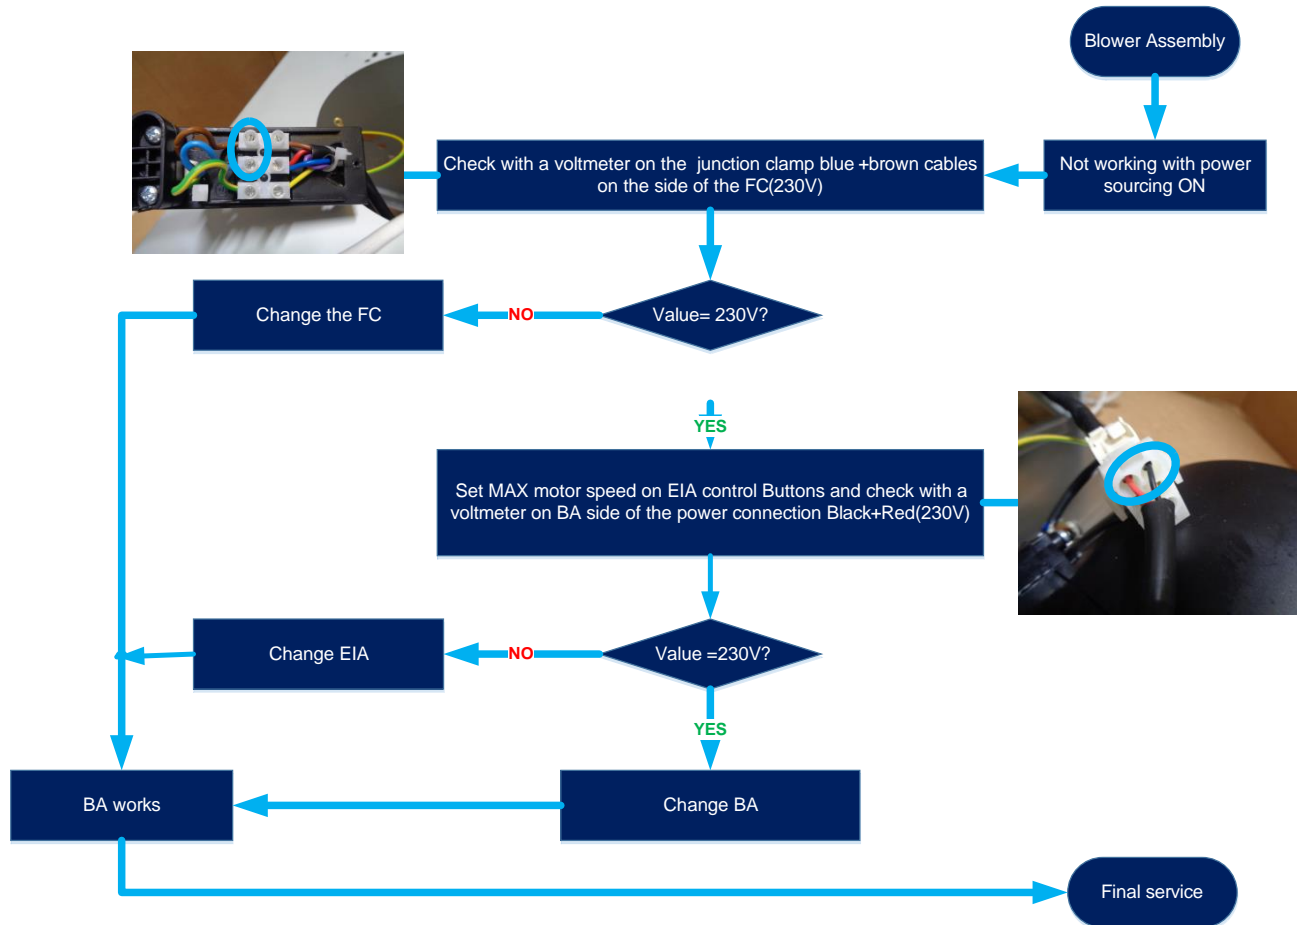 Blower Assembly
Not working with power
sourcing ON
Check with a voltmeter on the  junction clamp blue +brown cables
on the side of the FC(230V)
Value= 230V?
NO
Change the FC
YES
Set MAX motor speed on EIA control Buttons and check with a
voltmeter on BA side of the power connection Black+Red(230V)
Value =230V?
NO
Change EIA
YES
Change BA
BA works
Final service